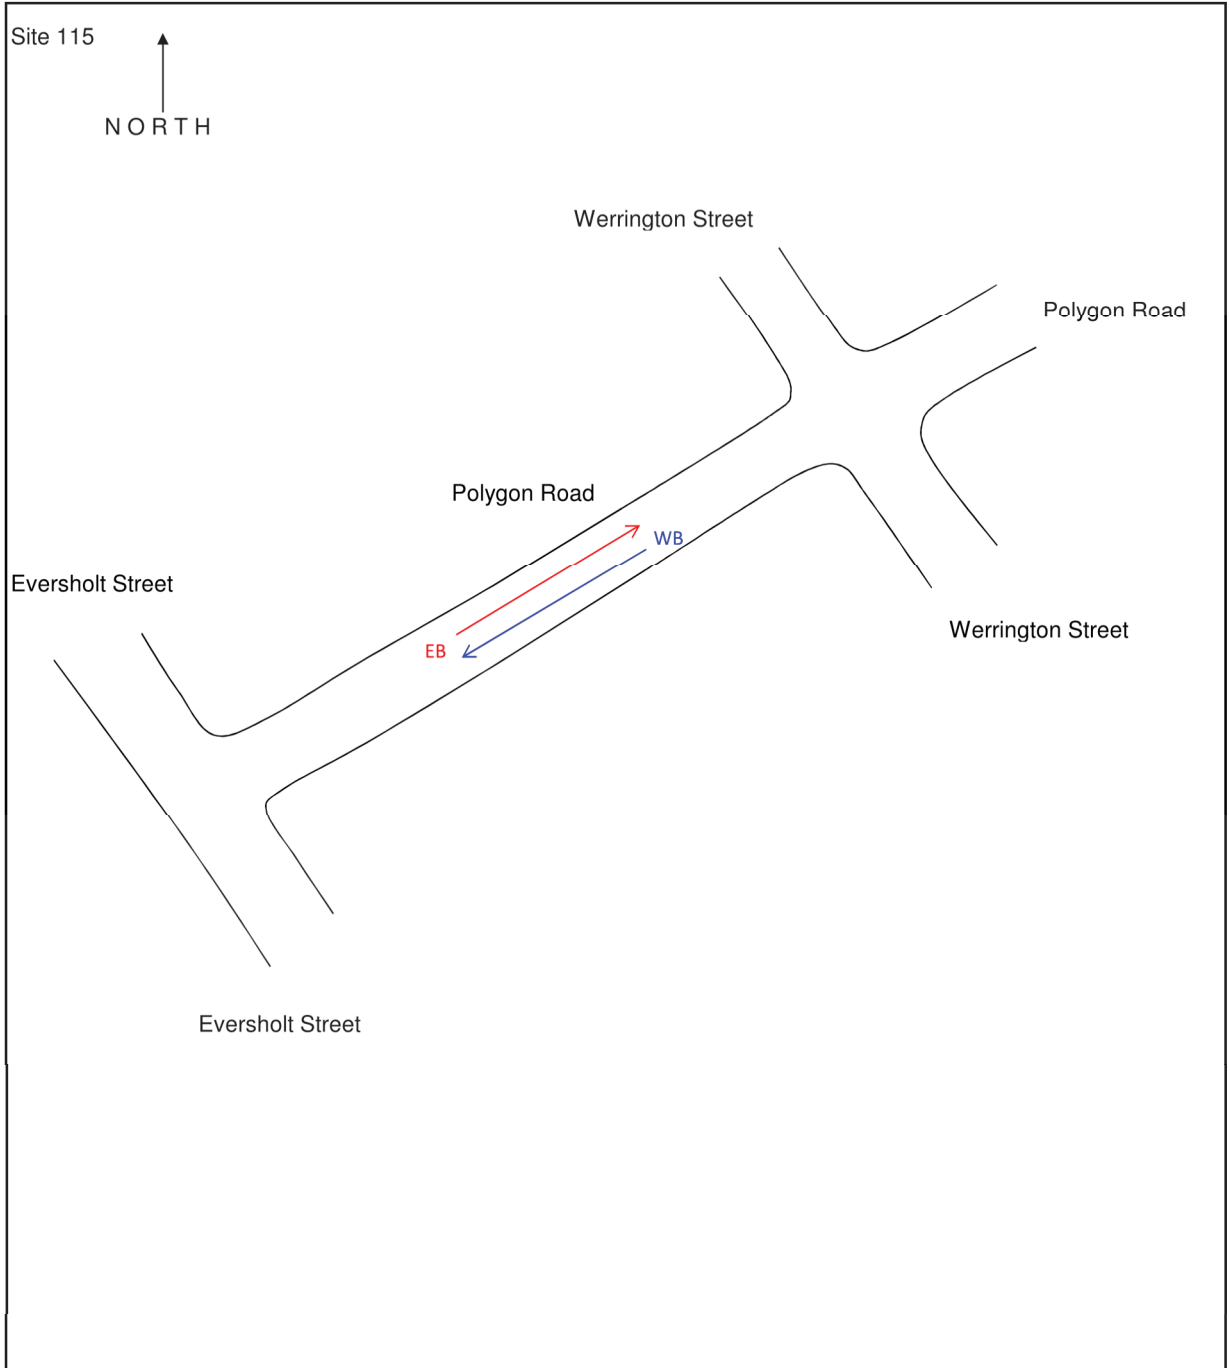 Site 115
NORTH
Werrington Street
Polygon Road
Polygon Road
WB
Eversholt Street
EB
Werrington Street
Eversholt Street